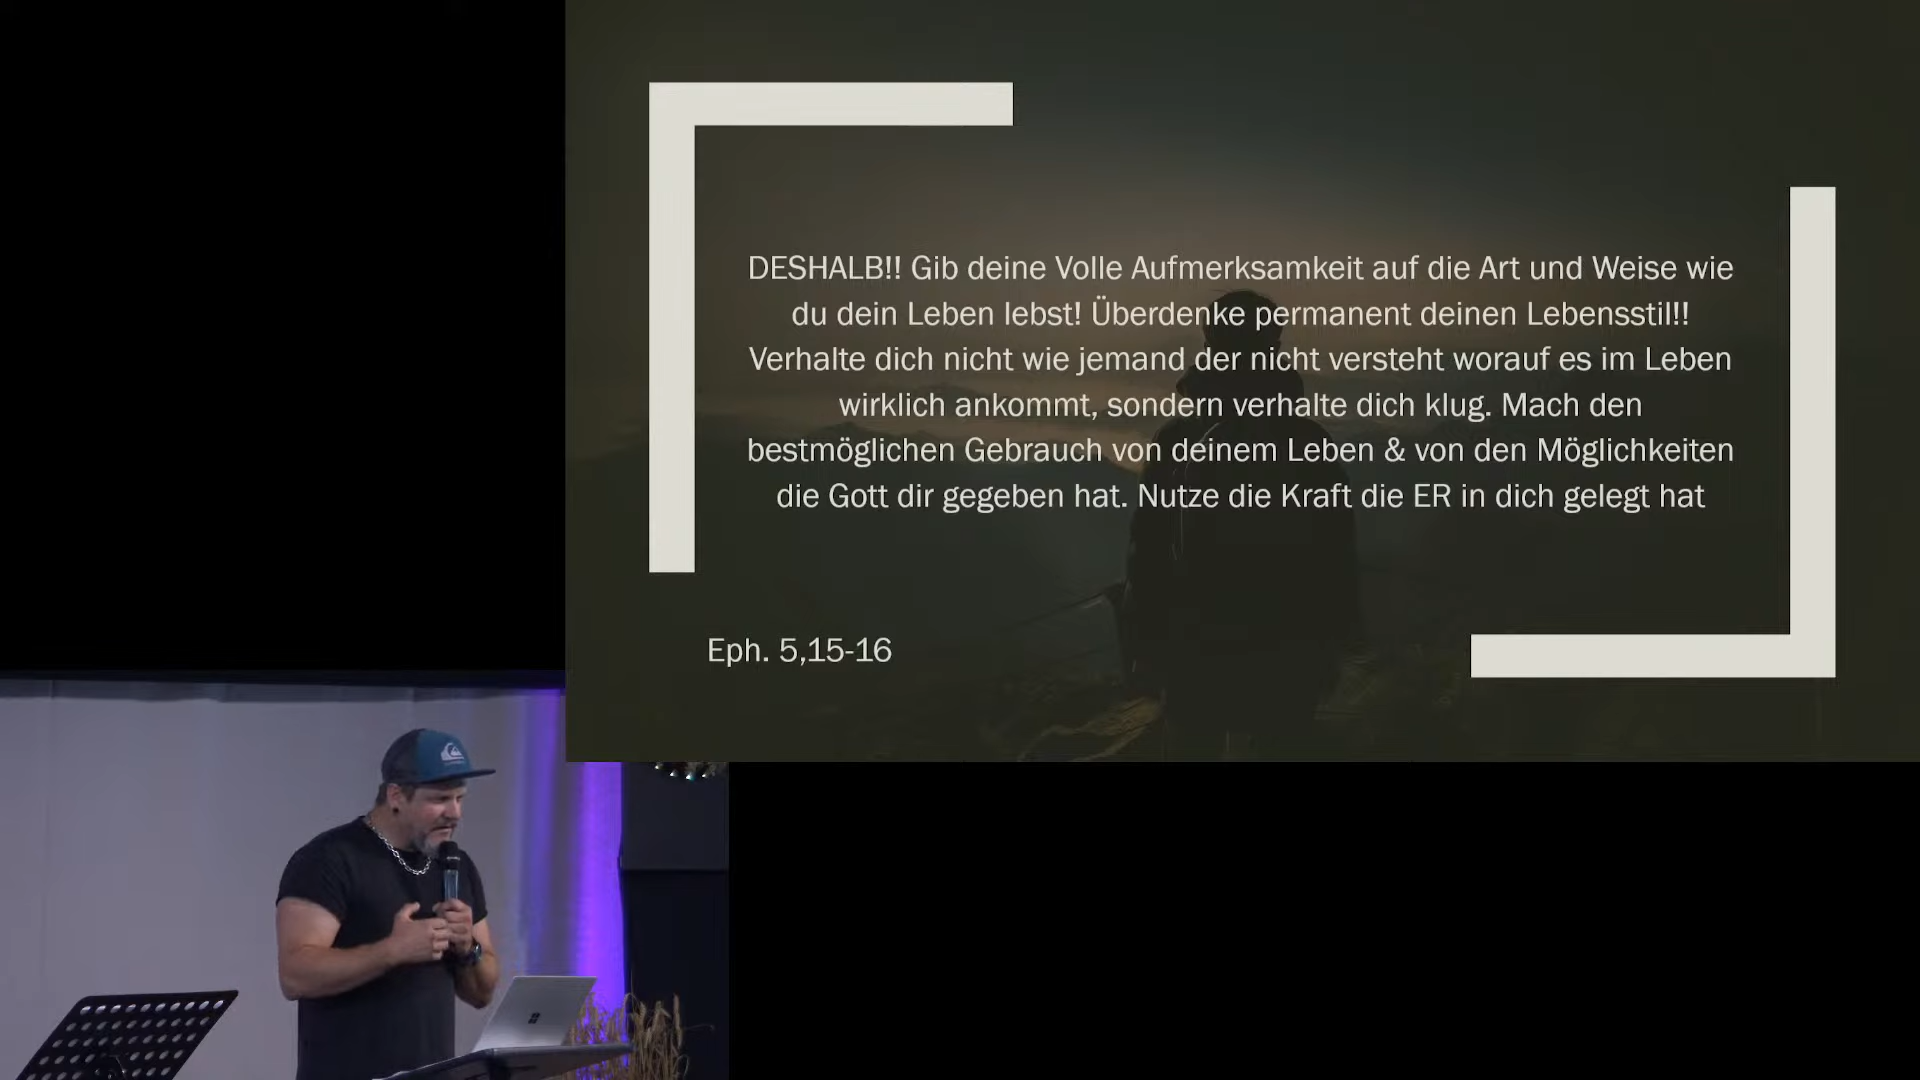 DESHALB!! Gib deine Volle Aufmerksamkeit auf die Art und Weise wie
du dein Leben lebst! Überdenke permanent deinen Lebensstil!!
Verhalte dich nicht wie jemand der nicht versteht worauf es im Leben
wirklich ankommt, sondern verhalte dich klug. Mach den
bestmöglichen Gebrauch von deinem Leben & von den Möglichkeiten
die Gott dir gegeben hat. Nutze die Kraft die ER in dich gelegt hat
Eph. 5,15-16